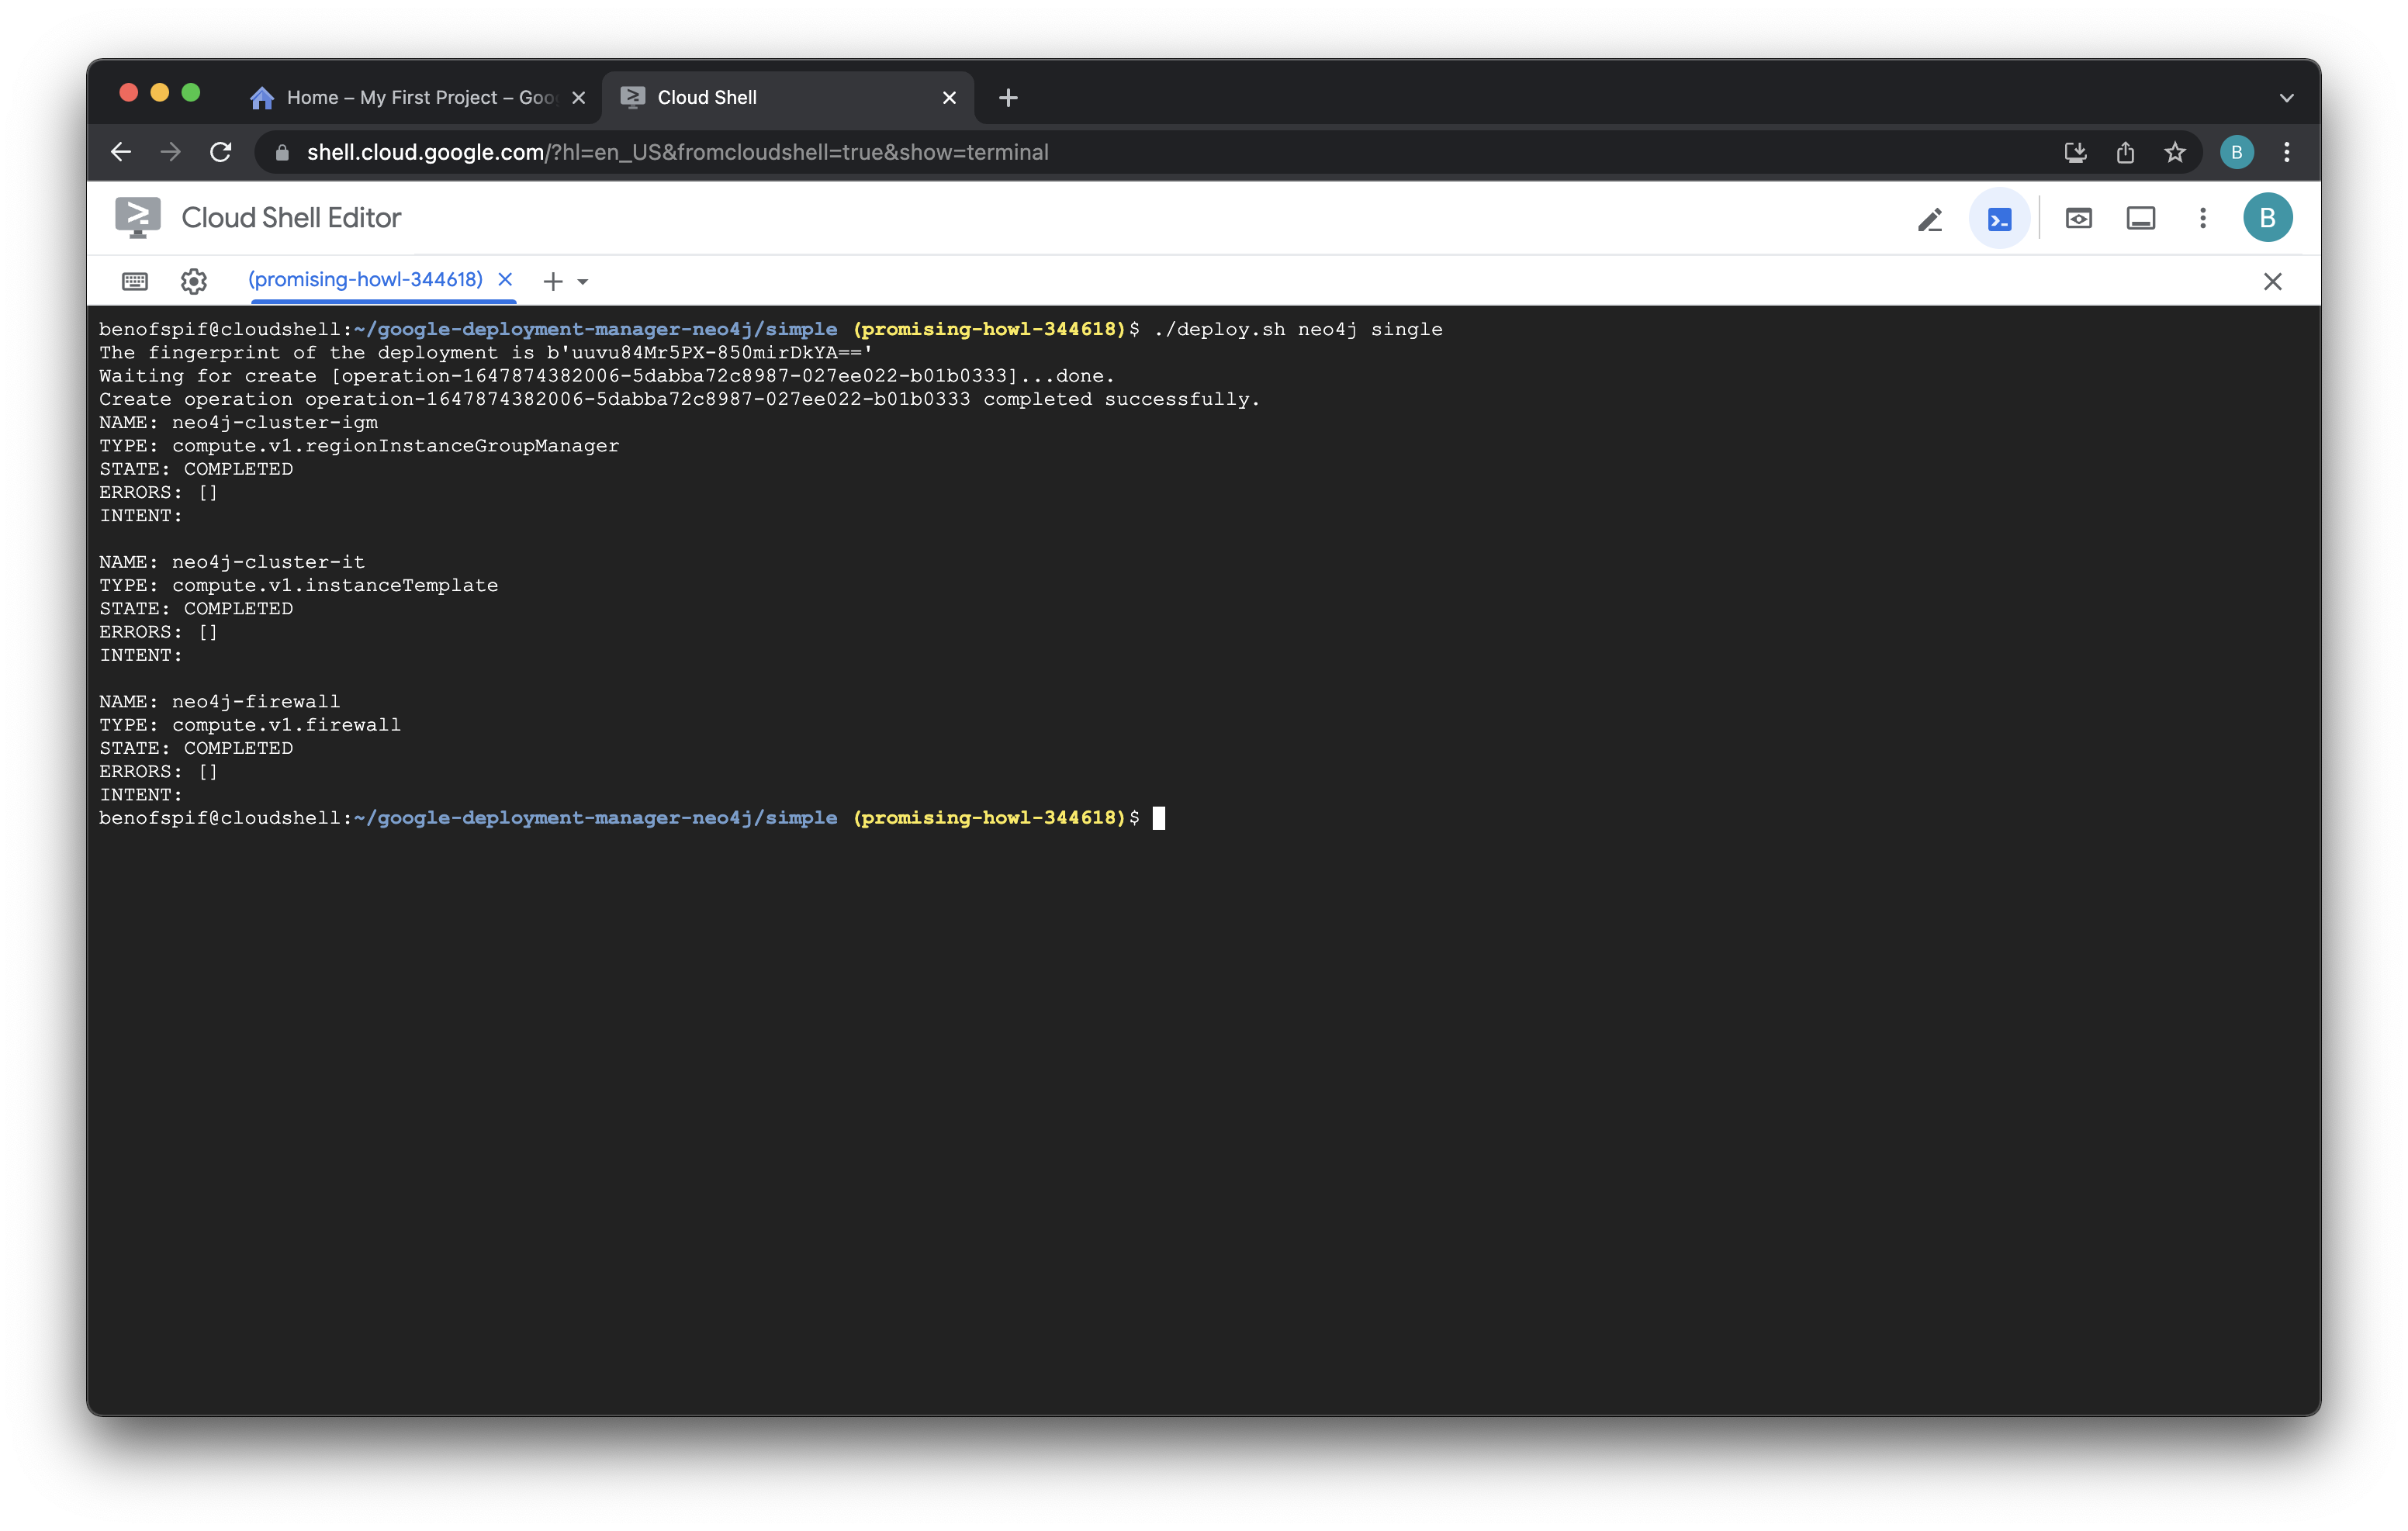 Home – My First Project – Goo
Cloud Shell
shell.cloud.google.com/?hl=en_US&fromcloudshell=true&show=terminal
B
Cloud Shell Editor
B
(promising-howl-344618)
benofspif@cloudshell:~/google-deployment-manager-neo4j/simple (promising-howl-344618)$ ./deploy.sh neo4j single
The fingerprint of the deployment is b'uuvu84Mr5PX-850mirDkYA=='
Waiting for create [operation-1647874382006-5dabba72c8987-027ee022-b01b0333]...done.
Create operation operation-1647874382006-5dabba72c8987-027ee022-b01b0333 completed successfully.
NAME: neo4j-cluster-igm
TYPE: compute.v1.regionInstanceGroupManager
STATE: COMPLETED
ERRORS: []
INTENT:
NAME: neo4j-cluster-it
TYPE: compute.v1.instanceTemplate
STATE: COMPLETED
ERRORS: []
INTENT:
NAME: neo4j-firewall
TYPE: compute.v1.firewall
STATE: COMPLETED
ERRORS: []
INTENT:
benofspif@cloudshell:~/google-deployment-manager-neo4j/simple (promising-howl-344618)$